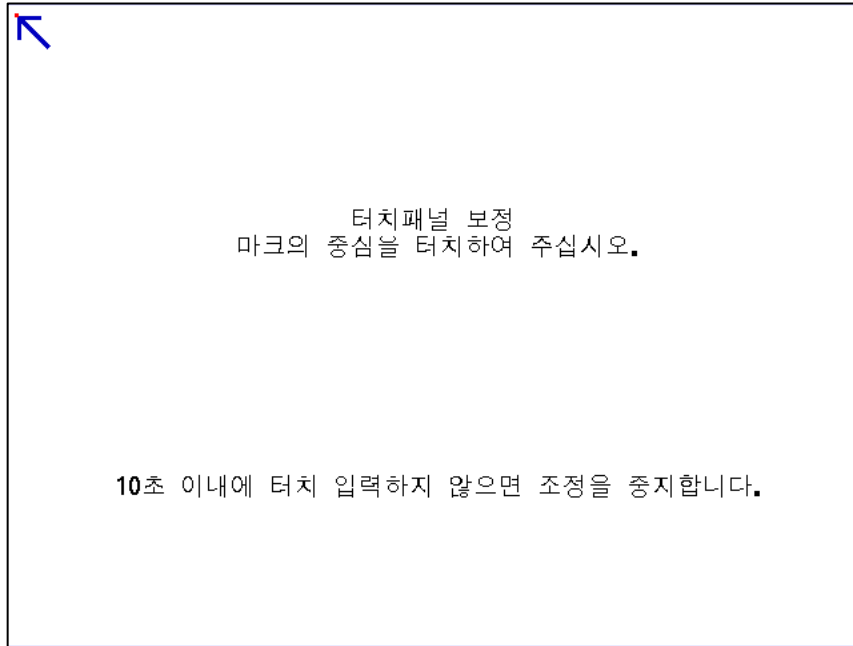 터치패널 보정
마크의 중심을 터치하여 주십시오.
10초 이내에 터치 입력하지 않으면 조정을 중지합니다.